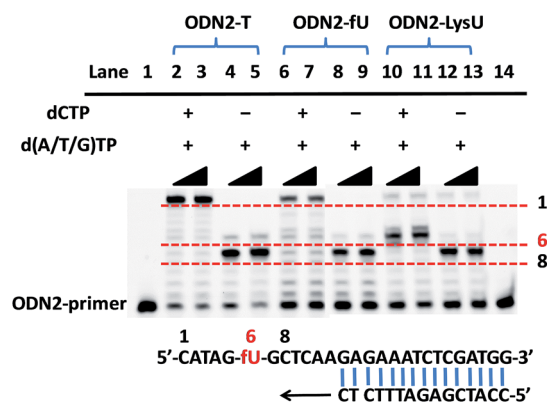 ODN2-T ODN2-fU ODN2-LysU
Lane 1 2 3 4 5 6 7 8 9 10 11 12 13 14
dCTP + − + − + −
d(A/T/G)TP + + + + + +
1
6
8
ODN2-primer
1 6 8
5’-CATAG-fU-GCTCAAGAGAAATCTCGATGG-3’
CT CTTTAGAGCTACC-5’